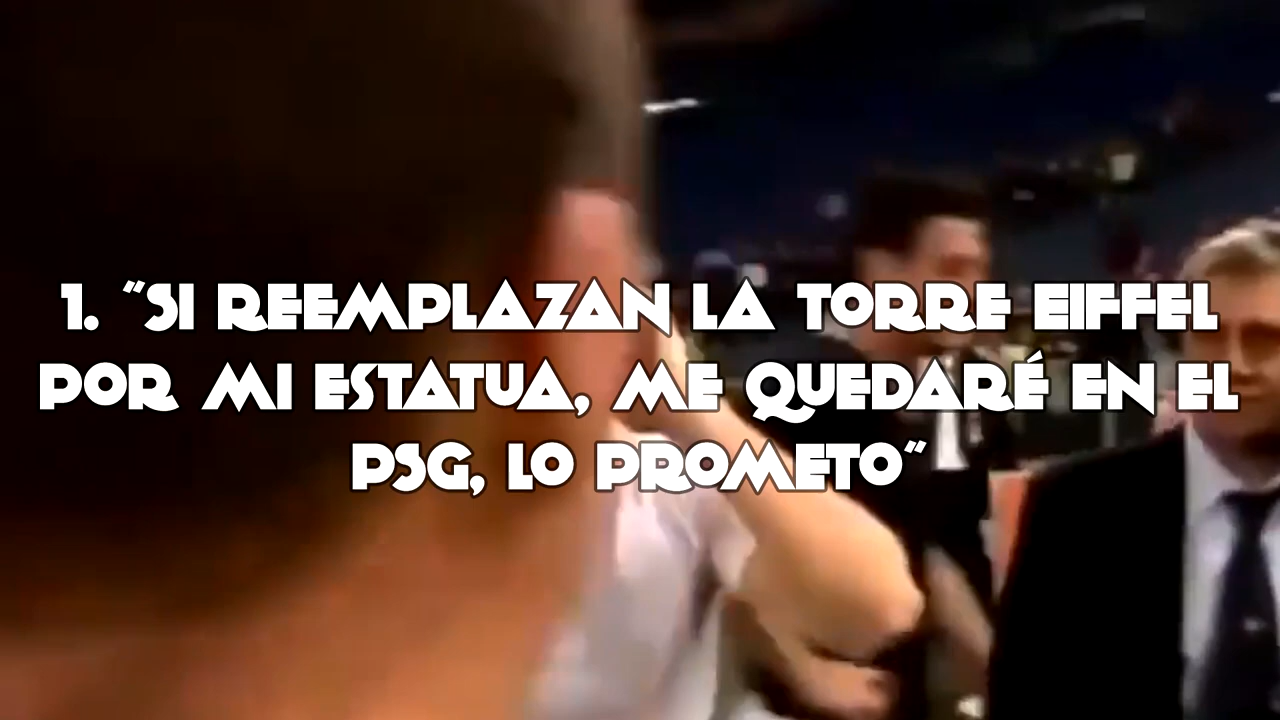 1. "SI REEMPLAZAN LA TORRE EIFFEL
POR MI ESTATUA, ME QUEDARÉ EN EL
PSG, LO PROMETO"